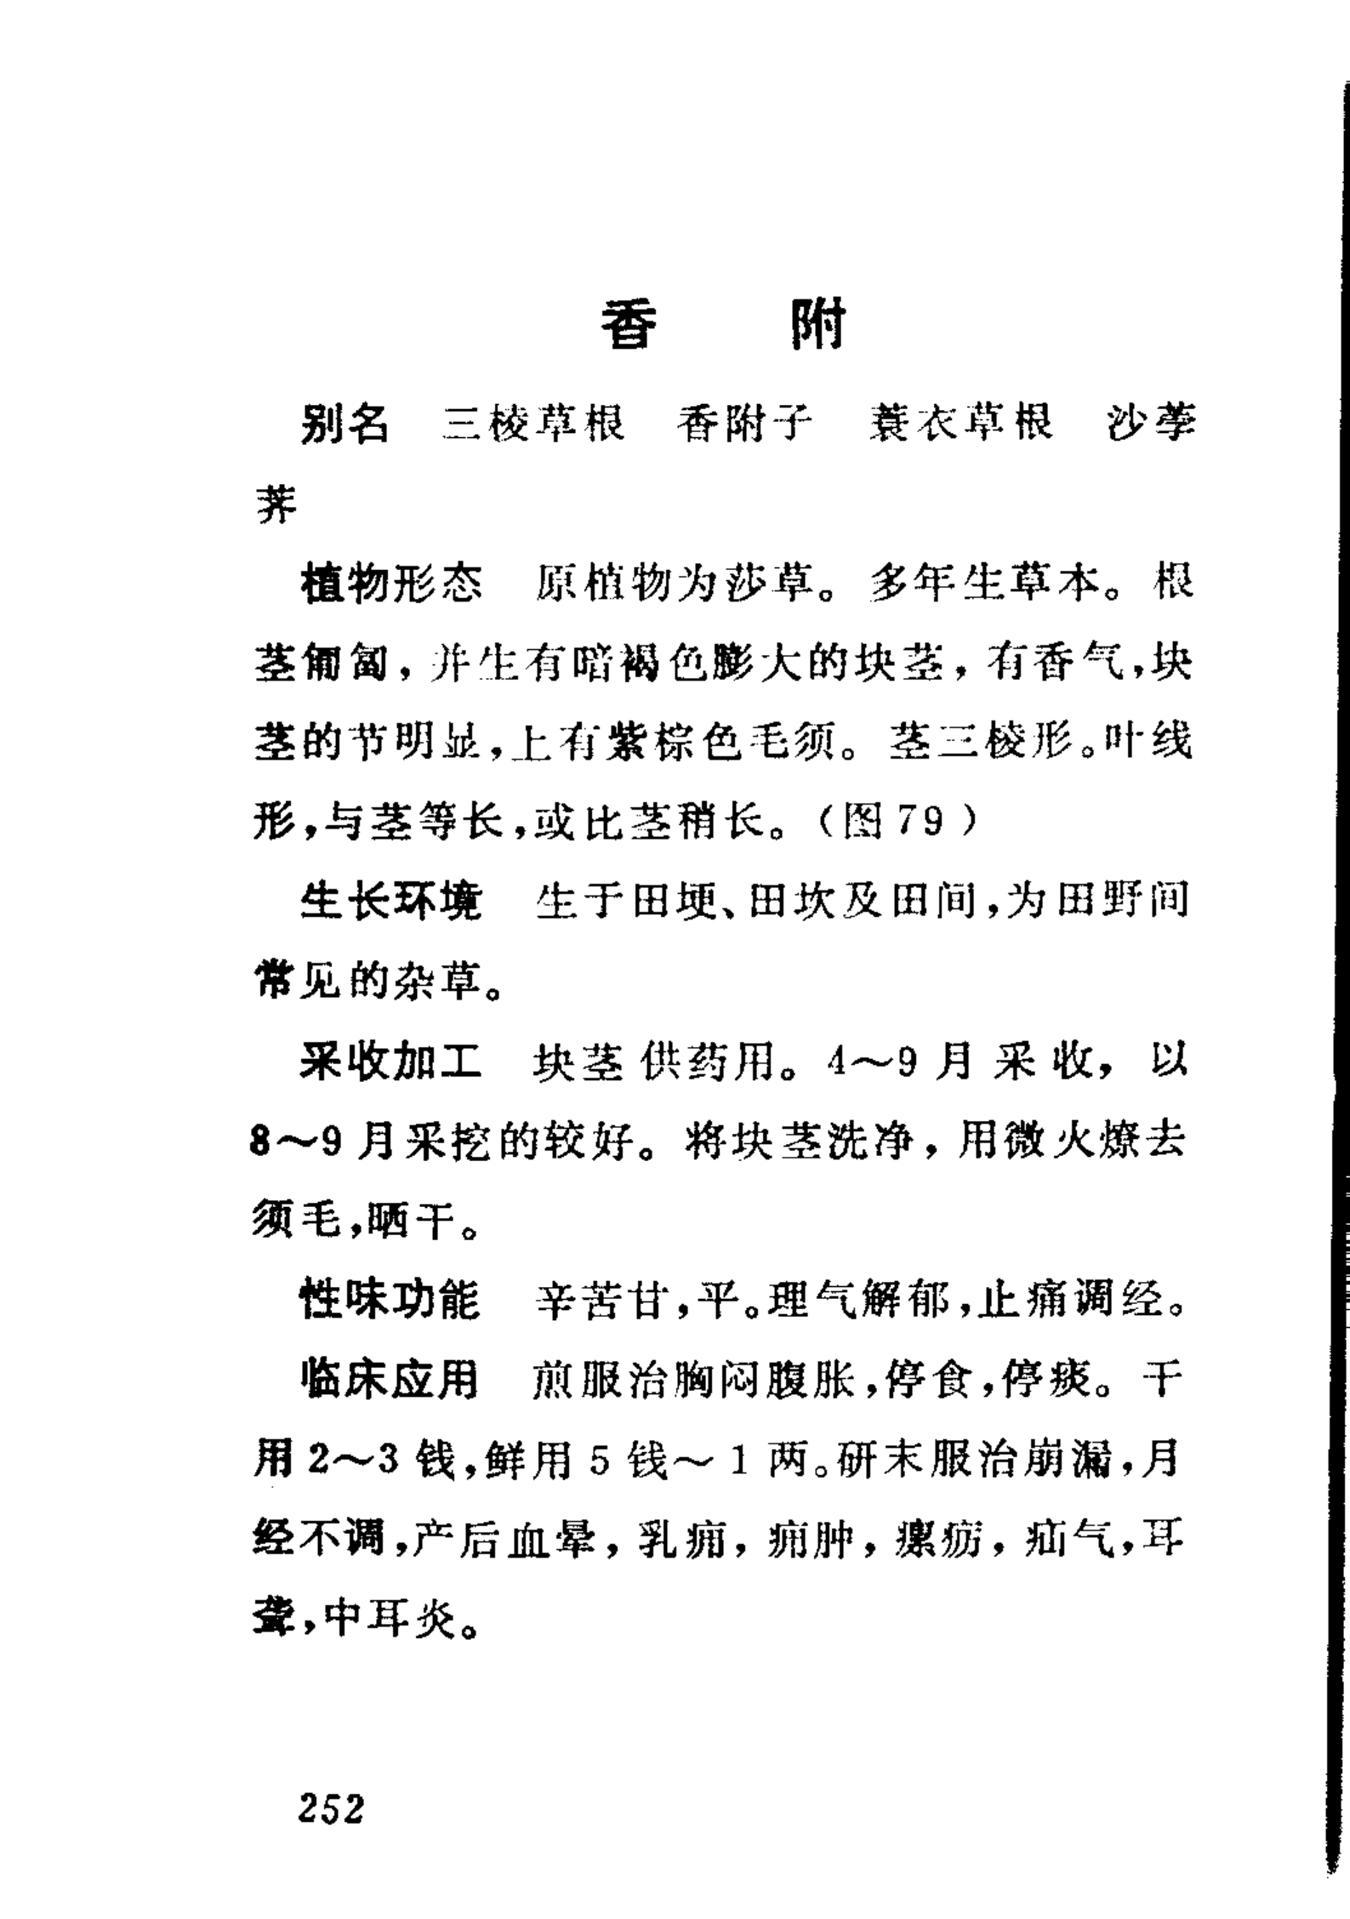 香　附
别名　三棱草根　香附子　蓑衣草根　沙荸
荠
植物形态　原植物为莎草。多年生草本。根
茎匍匐，并生有暗褐色膨大的块茎，有香气，块
茎的节明显，上有紫棕色毛须。茎三棱形。叶线
形，与茎等长，或比茎稍长。（图79）
生长环境　生于田埂、田坎及田间，为田野间
常见的杂草。
采收加工　块茎供药用。4～9月采收，以
8～9月采挖的较好。将块茎洗净，用微火燎去
须毛，晒干。
性味功能　辛苦甘，平。理气解郁，止痛调经。
临床应用　煎服治胸闷腹胀，停食，停痰。干
用2～3钱，鲜用5钱～1两。研末服治崩漏，月
经不调，产后血晕，乳痈，痈肿，瘰疬，疝气，耳
聋，中耳炎。
252